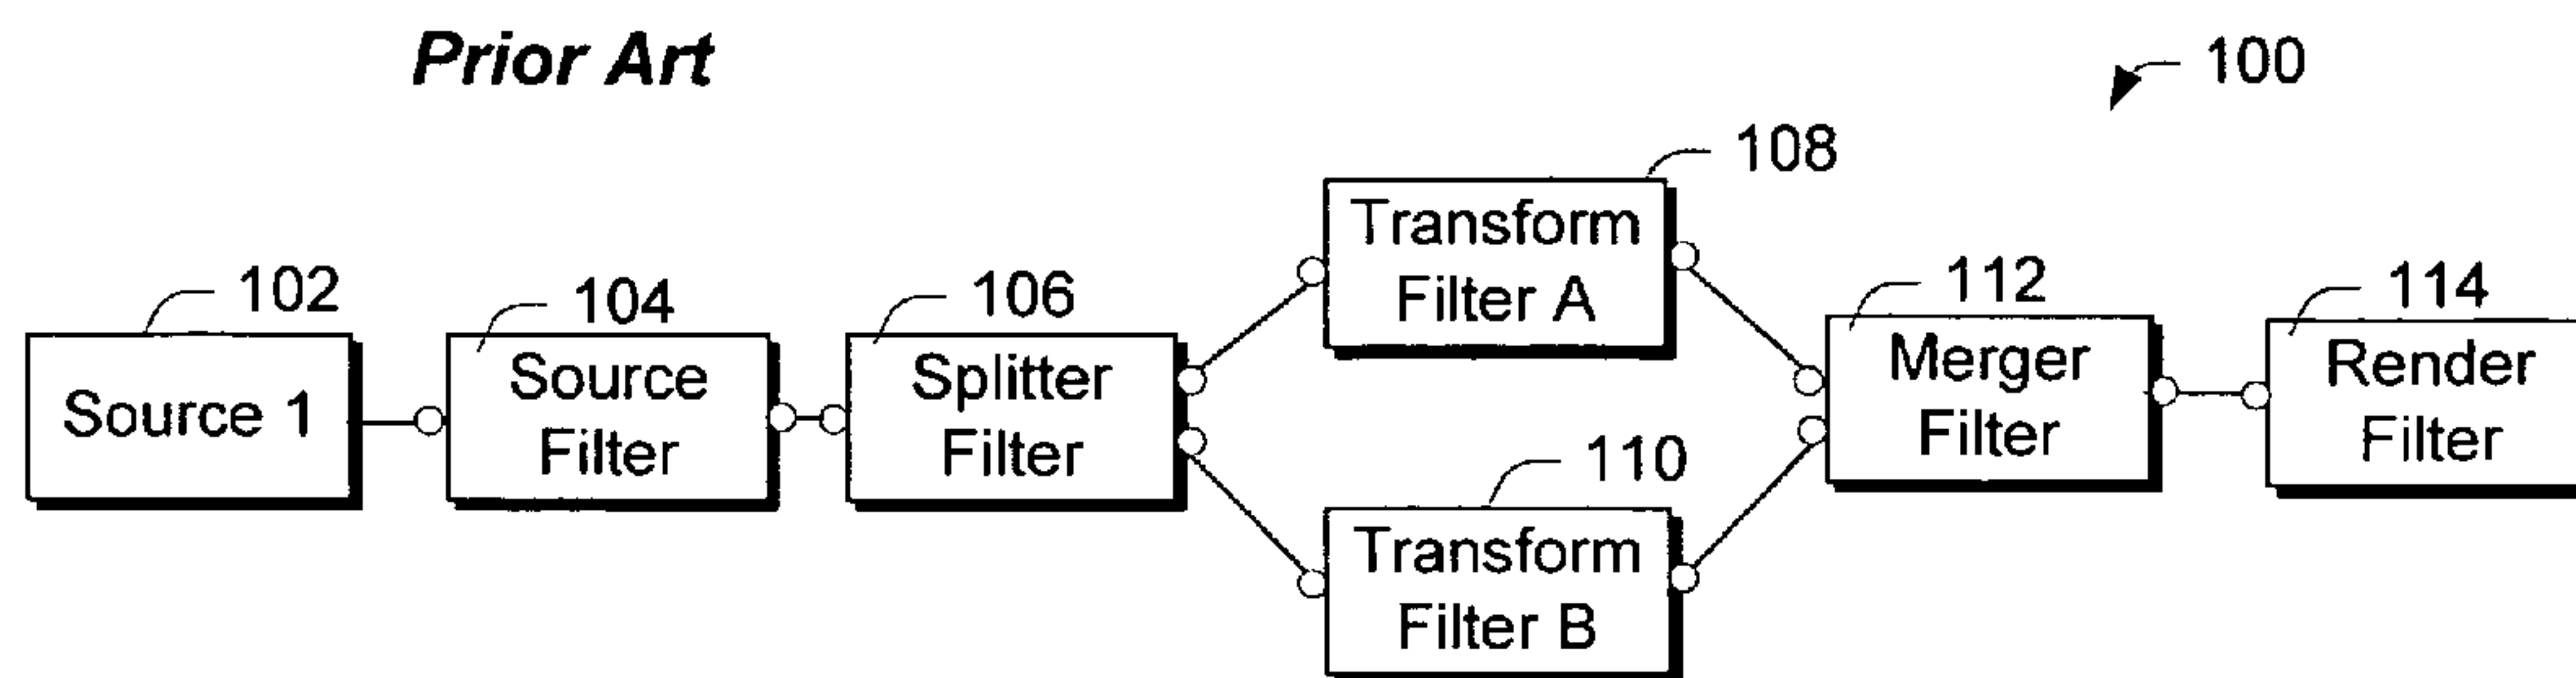 Prior Art
100
108
Transform
Filter A
102
Source 1
104
Source
Filter
106
Splitter
Filter
112
Merger
Filter
114
Render
Filter
110
Transform
Filter B